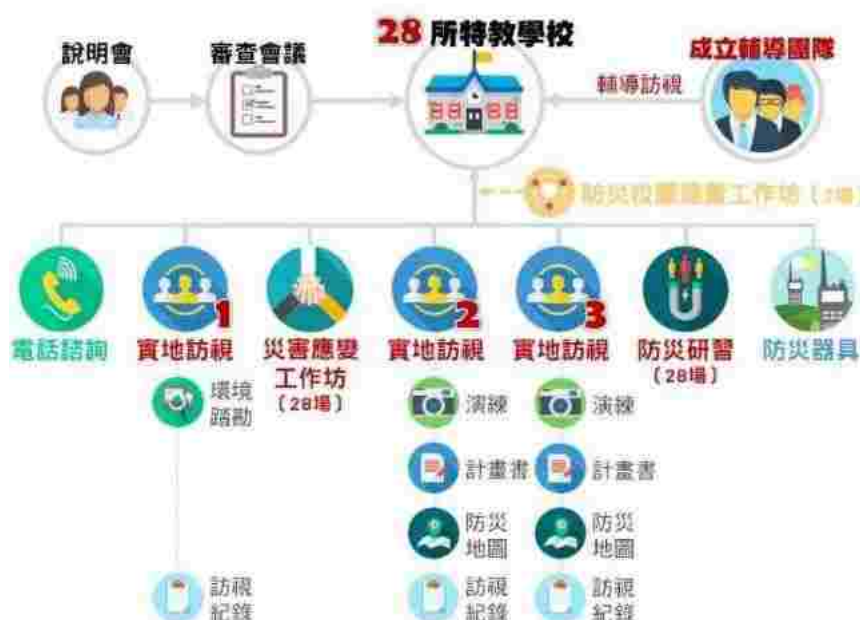 說明會
審查會議
28 所特教學校
成立輔導團隊
輔導訪視
防災校園建置工作坊（2場）
電話諮詢
1
實地訪視
災害應變
工作坊
（28場）
2
實地訪視
3
實地訪視
防災研習
（28場）
防災器具
環境
踏勘
訪視
紀錄
演練
計畫書
防災
地圖
訪視
紀錄
演練
計畫書
防災
地圖
訪視
紀錄